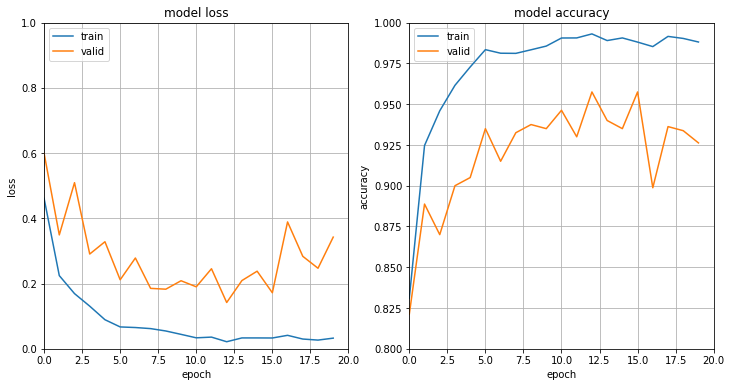 model loss
train
valid
loss
1.0
0.8
0.6
0.4
0.2
0.0
0.0 2.5 5.0 7.5 10.0 12.5 15.0 17.5 20.0
epoch
model accuracy
train
valid
accuracy
1.000
0.975
0.950
0.925
0.900
0.875
0.850
0.825
0.800
0.0 2.5 5.0 7.5 10.0 12.5 15.0 17.5 20.0
epoch